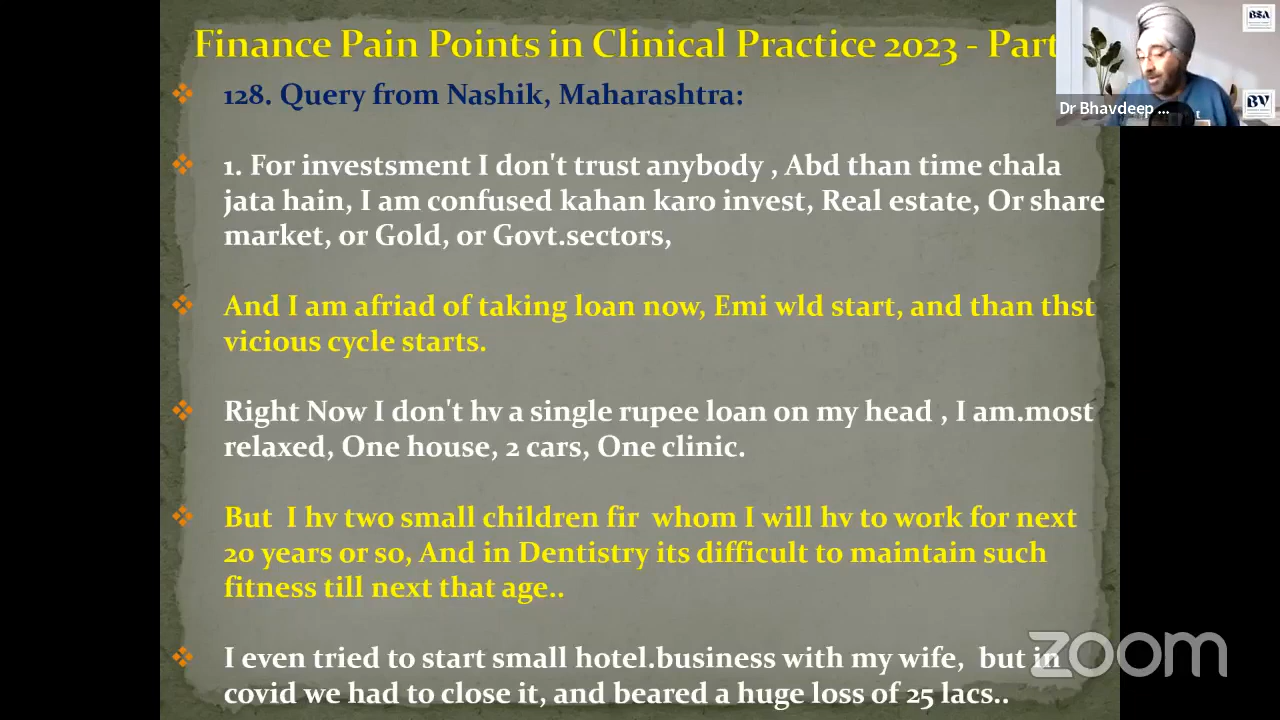 Finance Pain Points in Clinical Practice 2023 - Part
128. Query from Nashik, Maharashtra:
1. For investsment I don't trust anybody , Abd than time chala
jata hain, I am confused kahan karo invest, Real estate, Or share
market, or Gold, or Govt.sectors,
And I am afriad of taking loan now, Emi wld start, and than thst
vicious cycle starts.
Right Now I don't hv a single rupee loan on my head , I am.most
relaxed, One house, 2 cars, One clinic.
But I hv two small children fir whom I will hv to work for next
20 years or so, And in Dentistry its difficult to maintain such
fitness till next that age..
I even tried to start small hotel.business with my wife, but in
covid we had to close it, and beared a huge loss of 25 lacs..
Dr Bhavdeep ...
BSA
BV
zoom